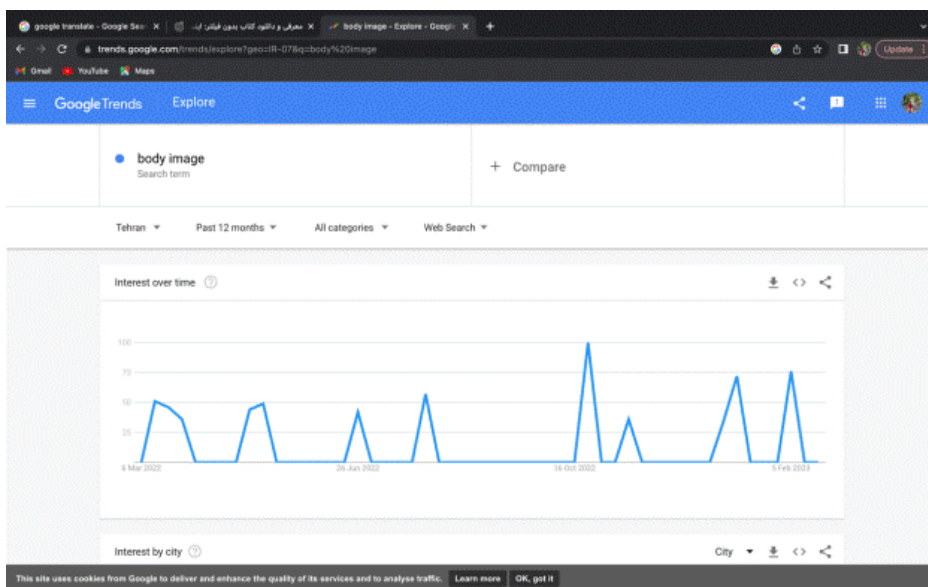 google translate - Google Sea
معرفی و دانلود کتاب بدون فیلتر: ای...
body image - Explore - Google
trends.google.com/trends/explore?geo=IR-07&q=body%20image
Update
Gmail YouTube Maps
Google Trends Explore
body image
Search term
+ Compare
Tehran Past 12 months All categories Web Search
Interest over time
100
75
50
25
6 Mar 2022 26 Jun 2022 16 Oct 2022 5 Feb 2023
Interest by city
City
This site uses cookies from Google to deliver and enhance the quality of its services and to analyse traffic. Learn more OK, got it